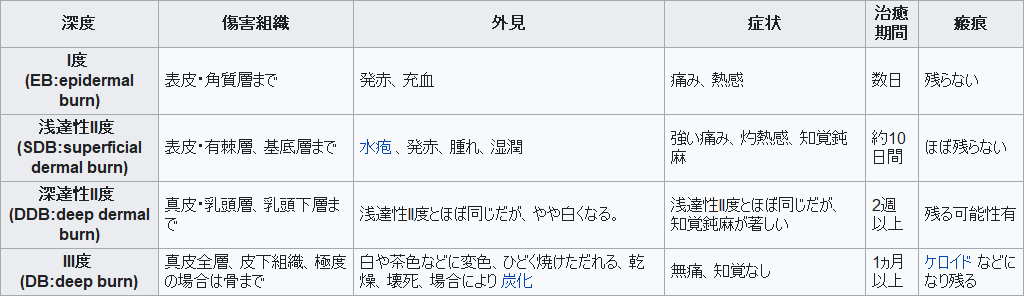 深度 傷害組織 外見 症状 治癒期間 瘢痕
I度
(EB:epidermal
burn)
表皮・角質層まで
発赤、充血
痛み、熱感
数日
残らない
浅達性II度
(SDB:superficial
dermal burn)
表皮・有棘層、基底層まで
水疱 、発赤、腫れ、湿潤
強い痛み、灼熱感、知覚鈍
麻
約10
日間
ほぼ残らない
深達性II度
(DDB:deep dermal
burn)
真皮・乳頭層、乳頭下層ま
で
浅達性II度とほぼ同じだが、やや白くなる。
浅達性II度とほぼ同じだが、
知覚鈍麻が著しい
2週
以上
残る可能性有
III度
(DB:deep burn)
真皮全層、皮下組織、極度
の場合は骨まで
白や茶色などに変色、ひどく焼けただれる、乾
燥、壊死、場合により 炭化
無痛、知覚なし
1ヵ月
以上
ケロイド などに
なり残る